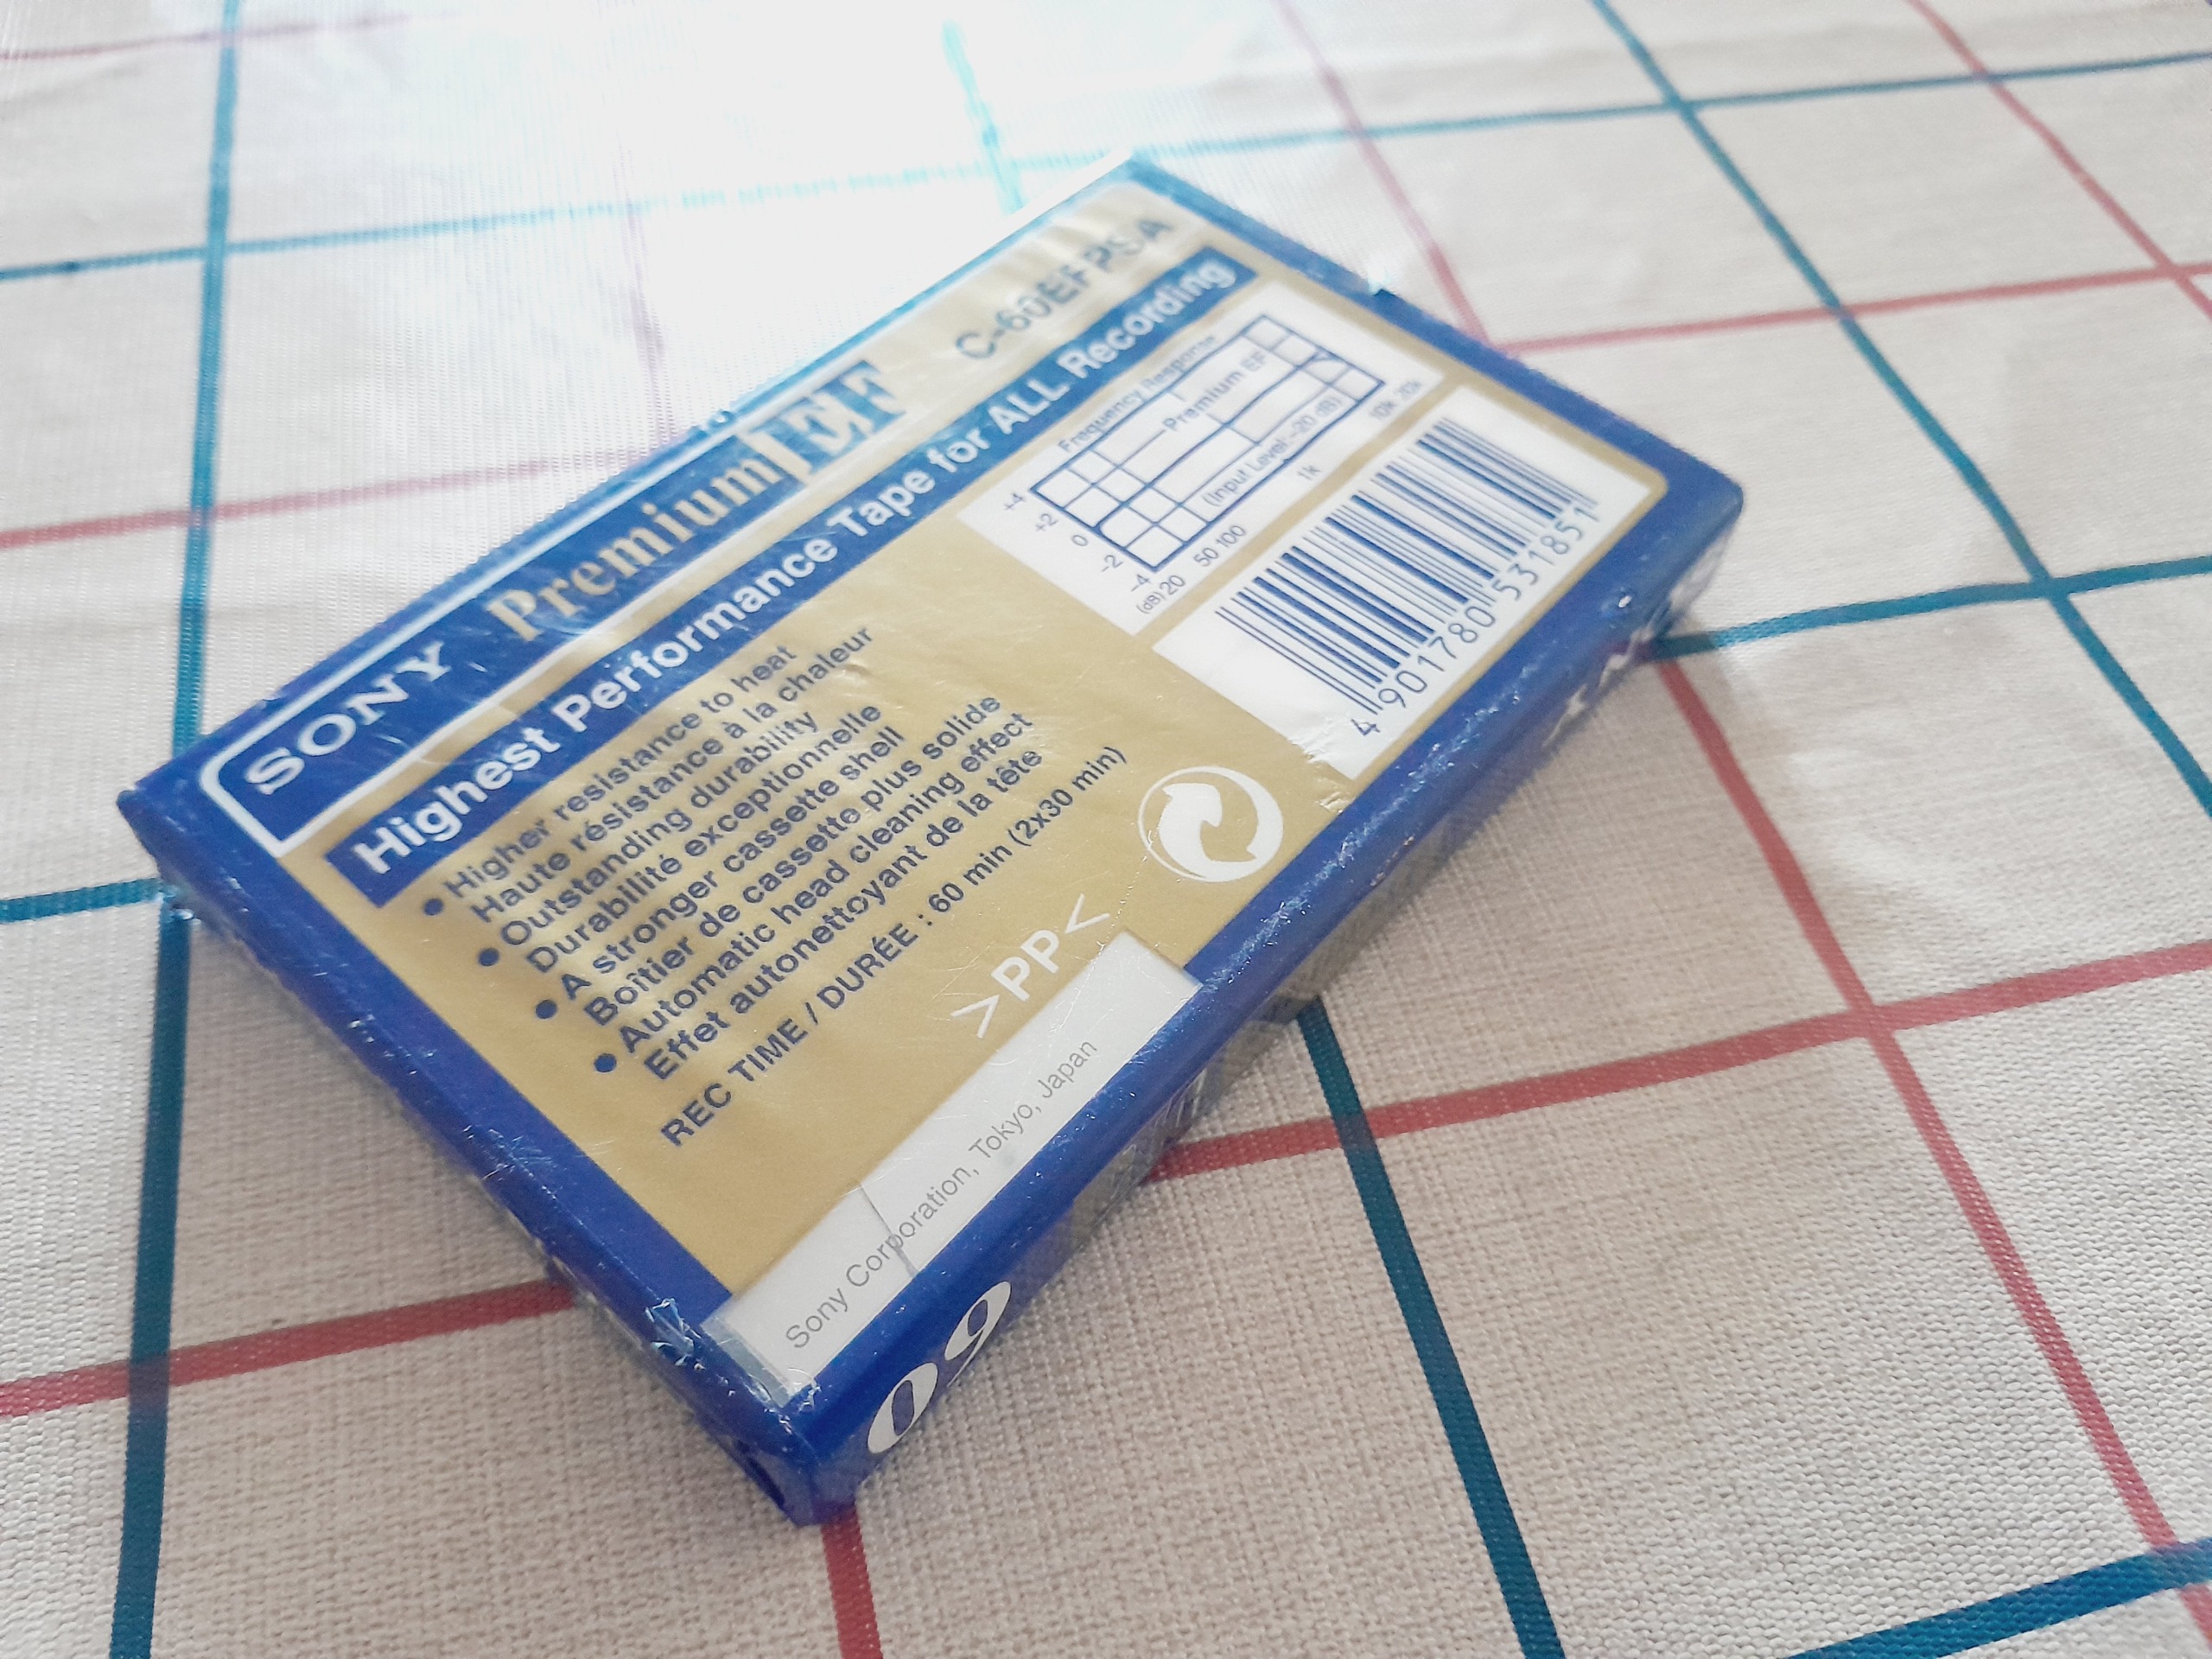 SONY Premium EF C-60EFPSA
Highest Performance Tape for ALL Recording
• Higher resistance to heat
Haute résistance à la chaleur
• Outstanding durability
Durabilité exceptionnelle
• A stronger cassette shell
Boîtier de cassette plus solide
• Automatic head cleaning effect
Effet autonettoyant de la tête
REC TIME / DURÉE : 60 min (2x30 min)
>PP<
Sony Corporation, Tokyo, Japan
Frequency Response
Premium EF
(Input Level:-20 dB)
+4
+2
0
-2
-4
(dB) 20 50 100 1k 10k 20k
4 901780 531851
60